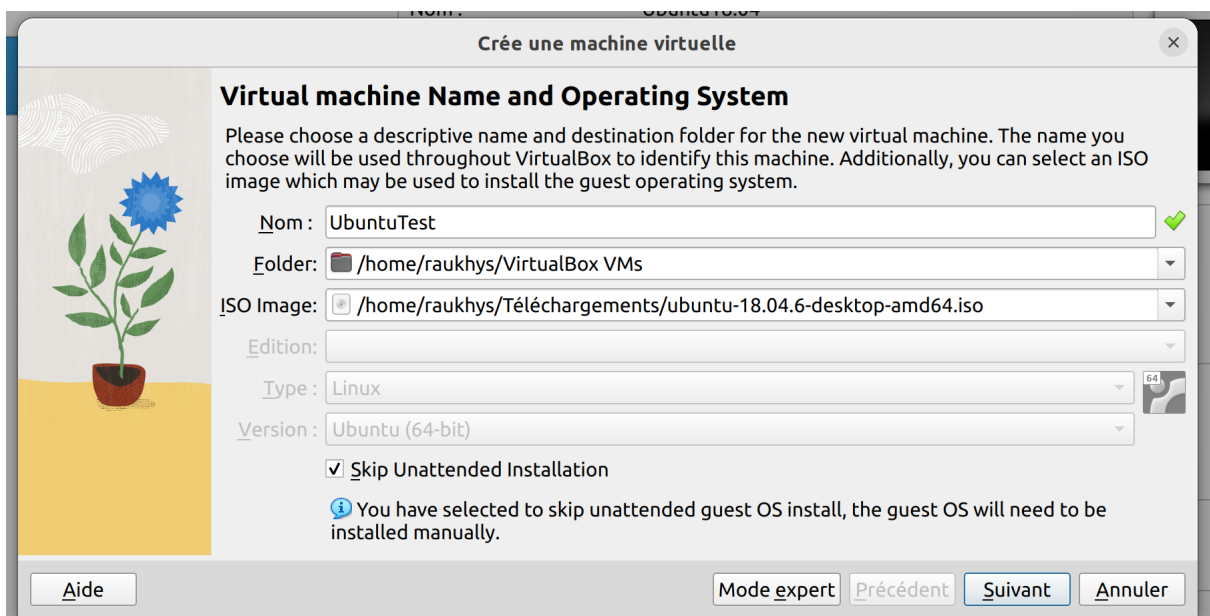 Nom :
Ubuntu18.04
Crée une machine virtuelle
Virtual machine Name and Operating System
Please choose a descriptive name and destination folder for the new virtual machine. The name you
choose will be used throughout VirtualBox to identify this machine. Additionally, you can select an ISO
image which may be used to install the guest operating system.
Nom : UbuntuTest
Folder: /home/raukhys/VirtualBox VMs
ISO Image: /home/raukhys/Téléchargements/ubuntu-18.04.6-desktop-amd64.iso
Edition:
Type : Linux
64
Version : Ubuntu (64-bit)
Skip Unattended Installation
You have selected to skip unattended guest OS install, the guest OS will need to be
installed manually.
Aide
Mode expert
Précédent
Suivant
Annuler